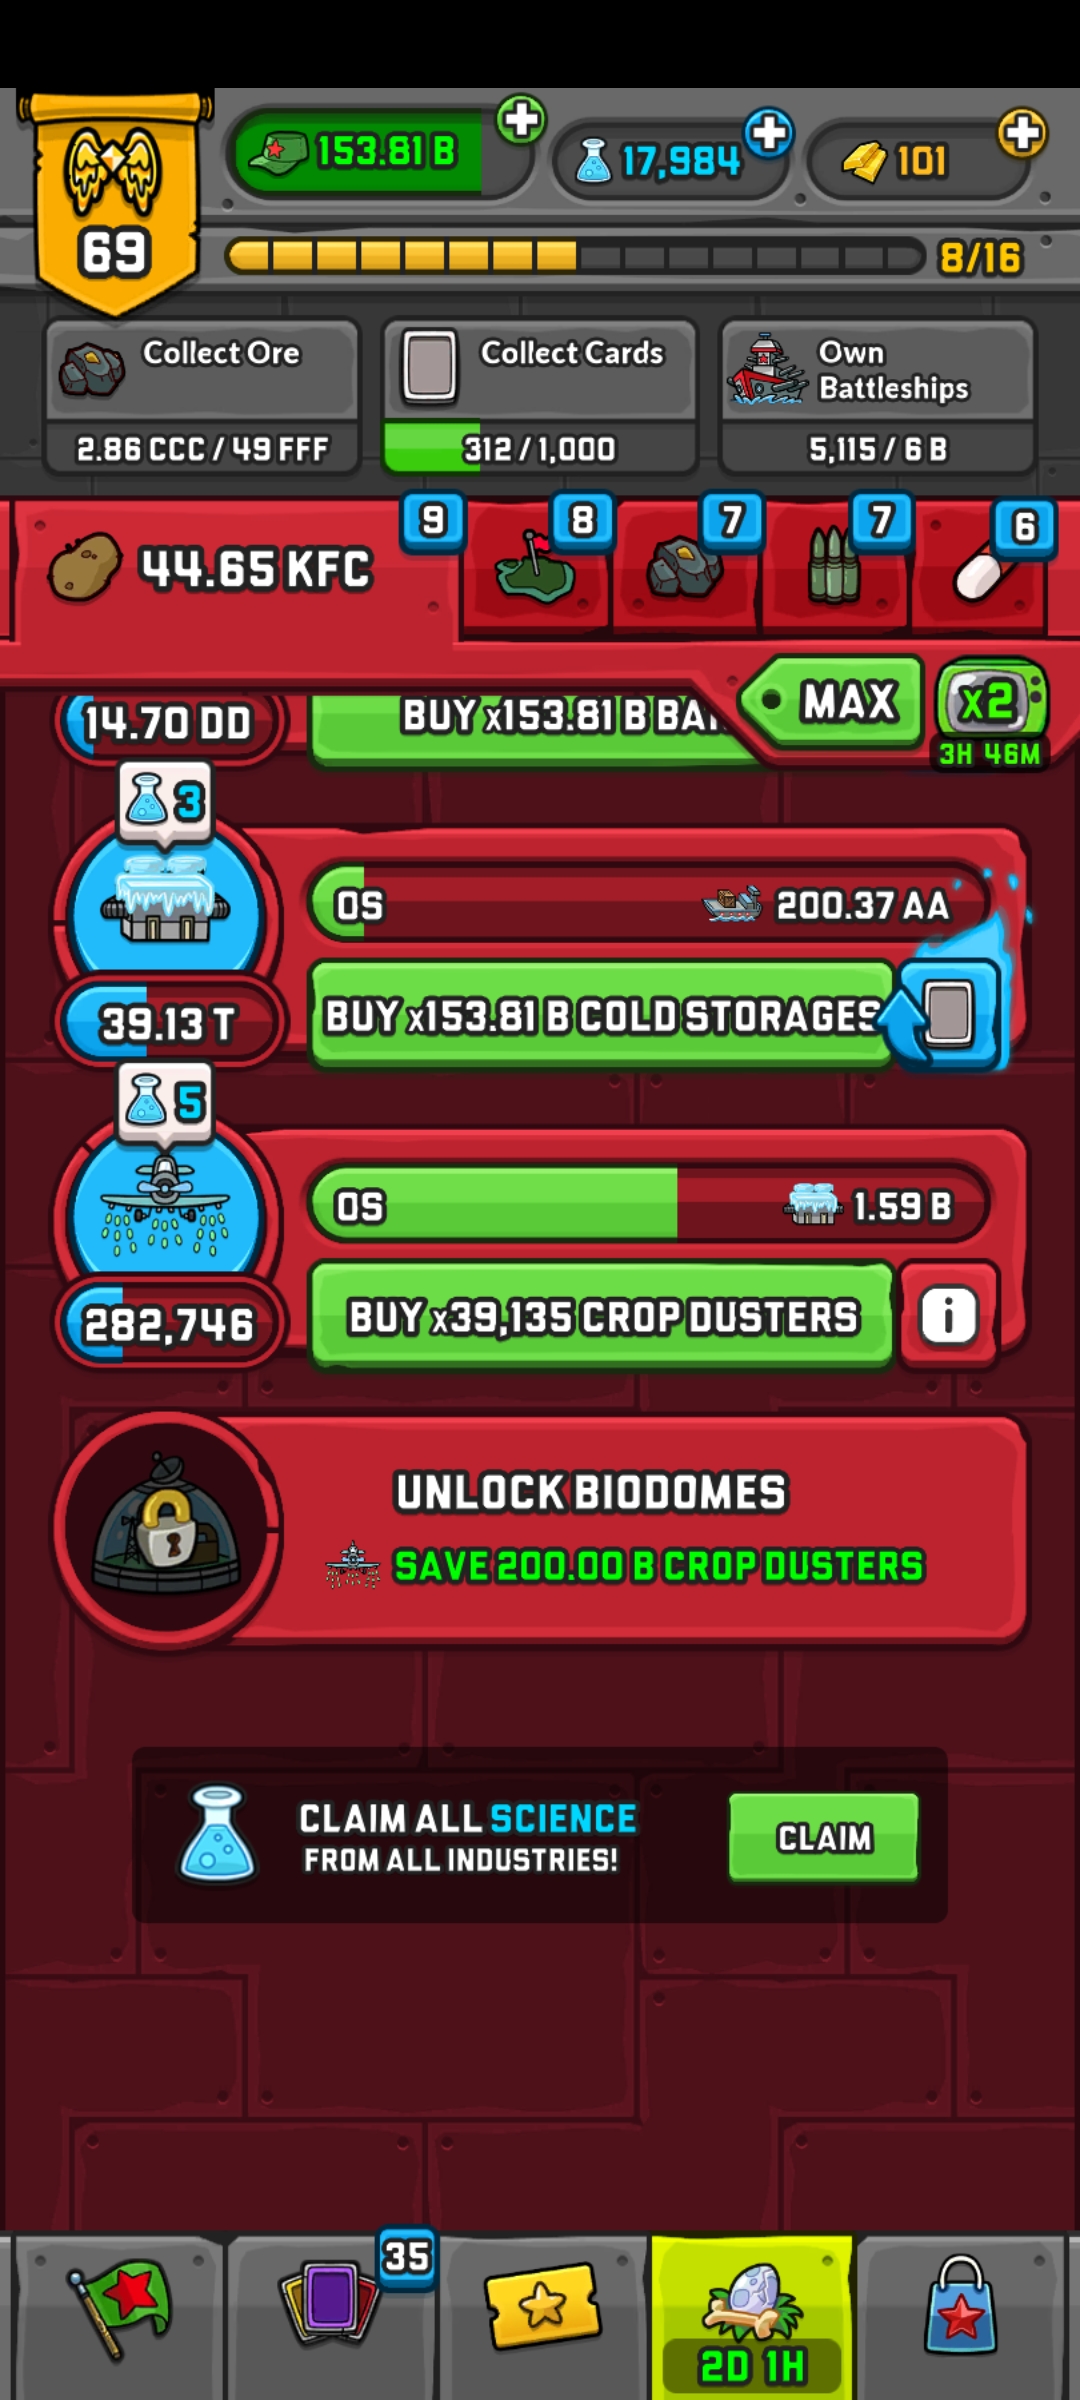 69
153.81 B
17,984
101
8/16
Collect Ore
2.86 CCC / 49 FFF
Collect Cards
312 / 1,000
Own
Battleships
5,115 / 6 B
44.65 KFC
9
8
7
7
6
MAX
x2
3H 46M
14.70 DD
BUY x153.81 B
3
0S
200.37 AA
39.13 T
BUY x153.81 B COLD STORAGES
5
0S
1.59 B
282,746
BUY x39,135 CROP DUSTERS
i
UNLOCK BIODOMES
SAVE 200.00 B CROP DUSTERS
CLAIM ALL SCIENCE
FROM ALL INDUSTRIES!
CLAIM
35
2D 1H